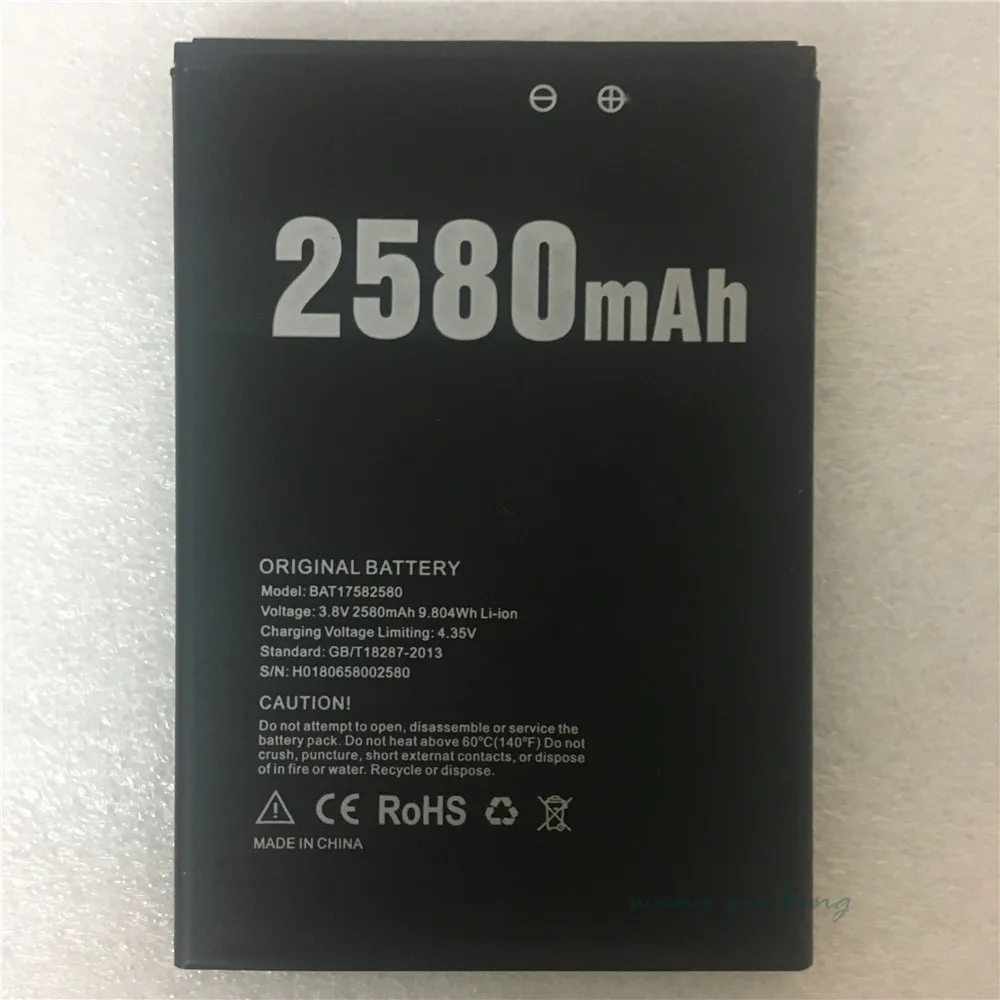 2580mAh
ORIGINAL BATTERY
Model: BAT17582580
Voltage: 3.8V 2580mAh 9.804Wh Li-ion
Charging Voltage Limiting: 4.35V
Standard: GB/T18287-2013
S/N: H0180658002580
CAUTION!
Do not attempt to open, disassemble or service the
battery pack. Do not heat above 60°C(140°F) Do not
crush, puncture, short external contacts, or dispose
of in fire or water. Recycle or dispose.
CE RoHS
MADE IN CHINA
wang